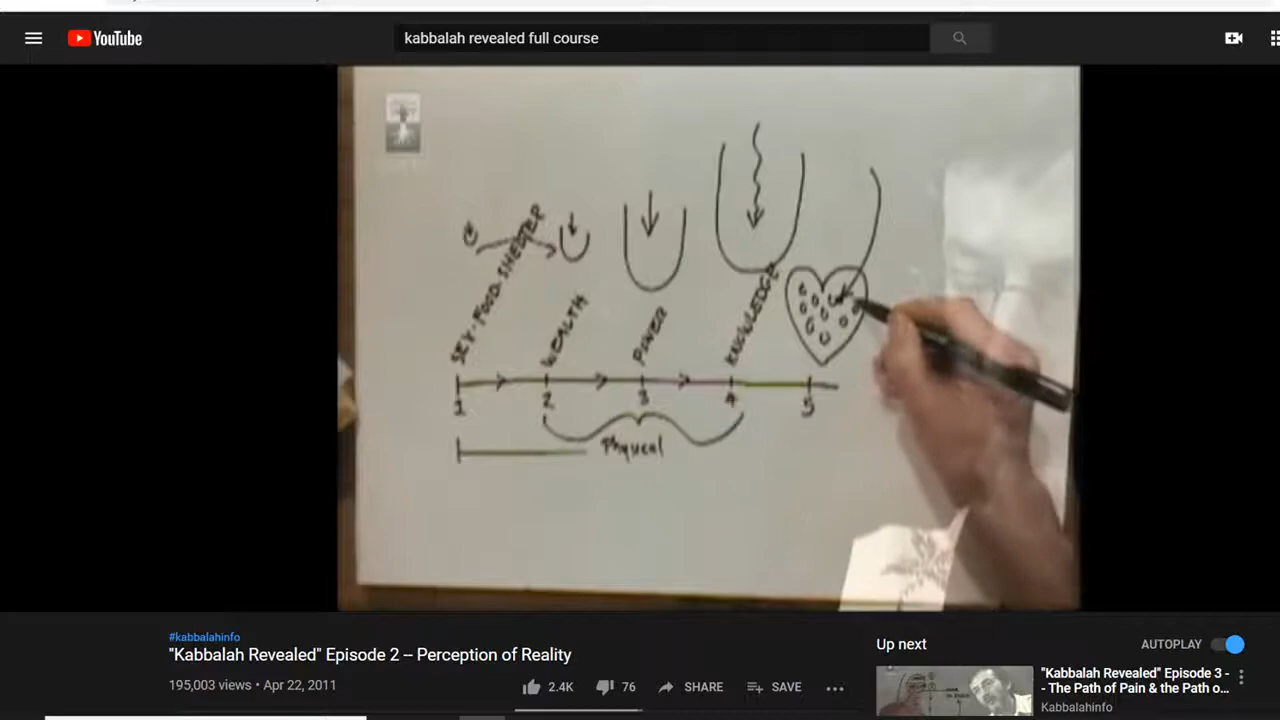 YouTube
kabbalah revealed full course
SEX·FOOD·SHELTER
WEALTH
POWER
KNOWLEDGE
1 2 3 4 5
Physical
#kabbalahinfo
"Kabbalah Revealed" Episode 2 -- Perception of Reality
195,003 views • Apr 22, 2011
2.4K 76 SHARE SAVE
Up next
AUTOPLAY
"Kabbalah Revealed" Episode 3 -
- The Path of Pain & the Path o...
Kabbalahinfo